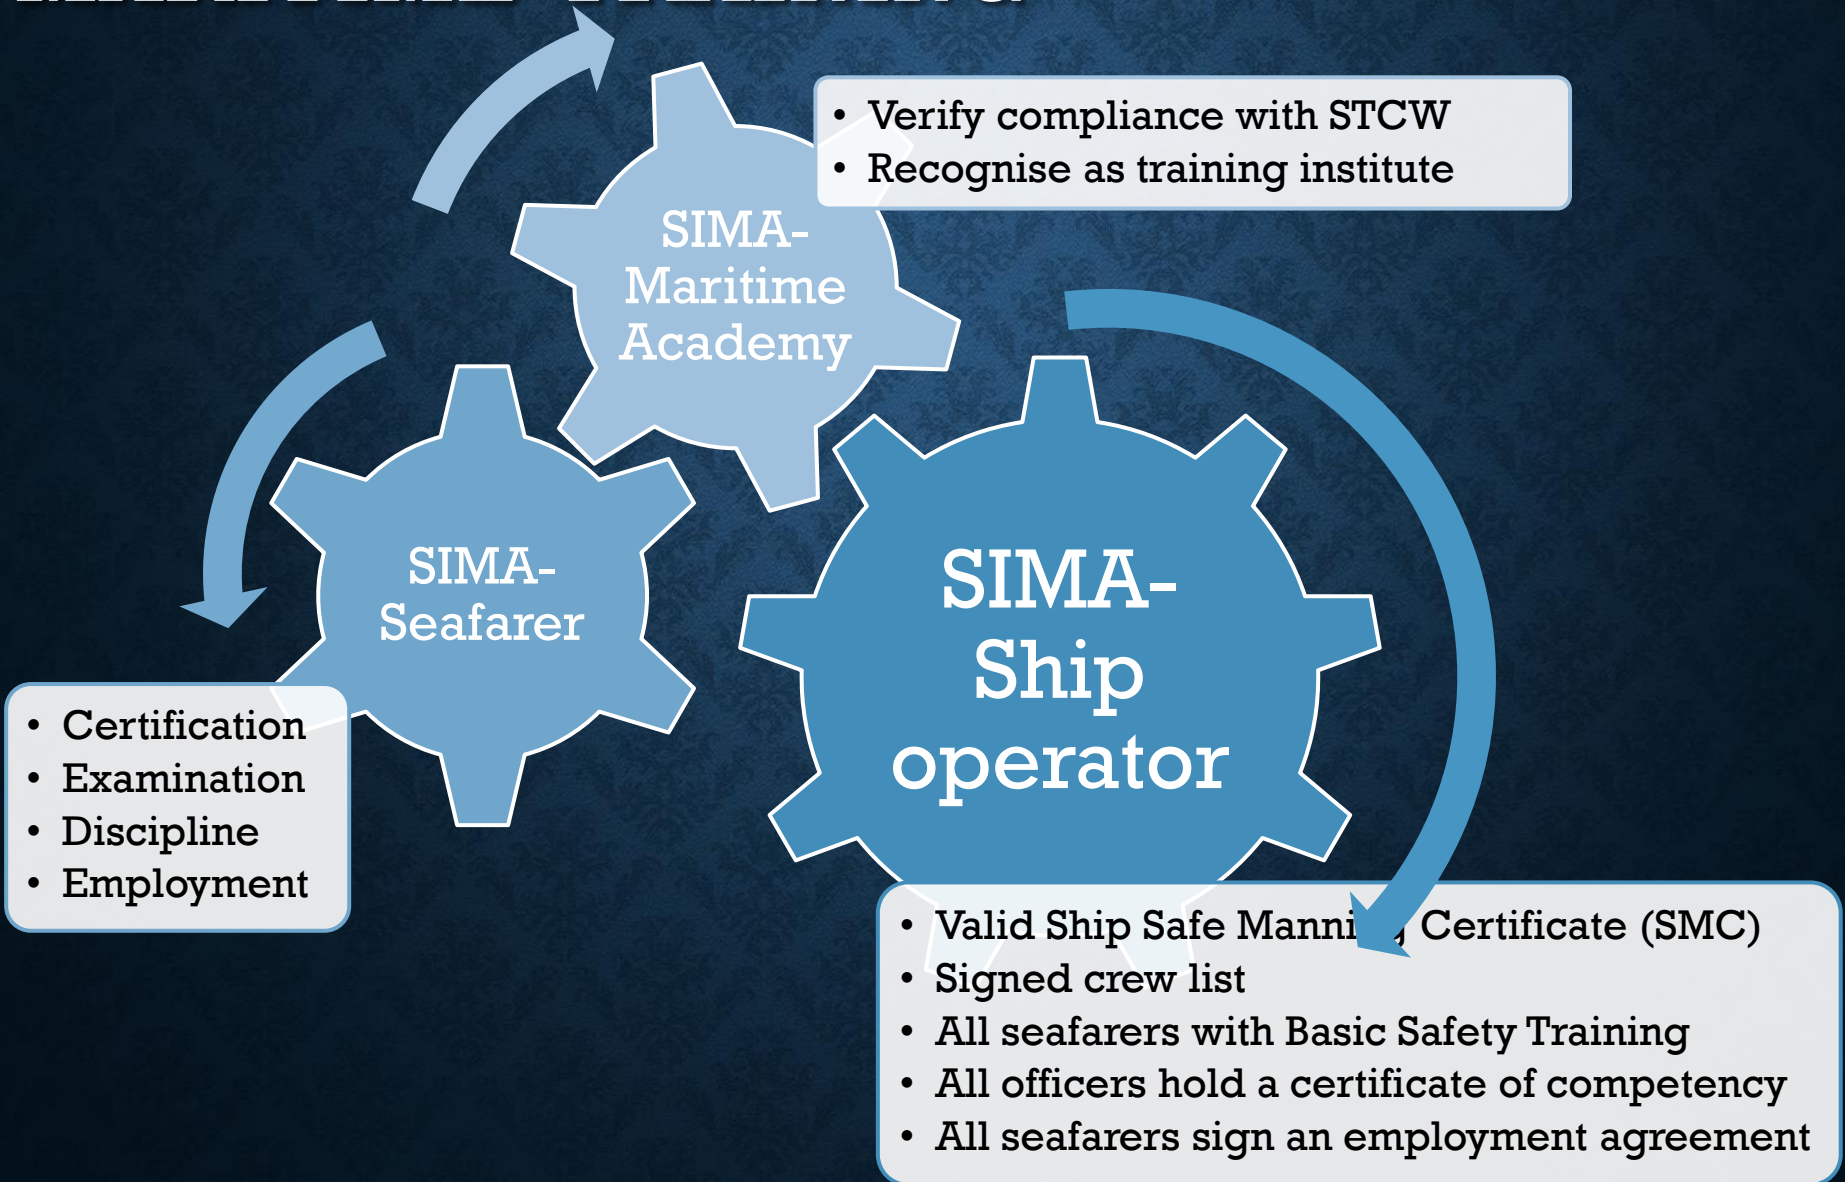 • Verify compliance with STCW
• Recognise as training institute
SIMA-
Maritime
Academy
SIMA-
Seafarer
SIMA-
Ship
operator
• Certification
• Examination
• Discipline
• Employment
• Valid Ship Safe Manning Certificate (SMC)
• Signed crew list
• All seafarers with Basic Safety Training
• All officers hold a certificate of competency
• All seafarers sign an employment agreement